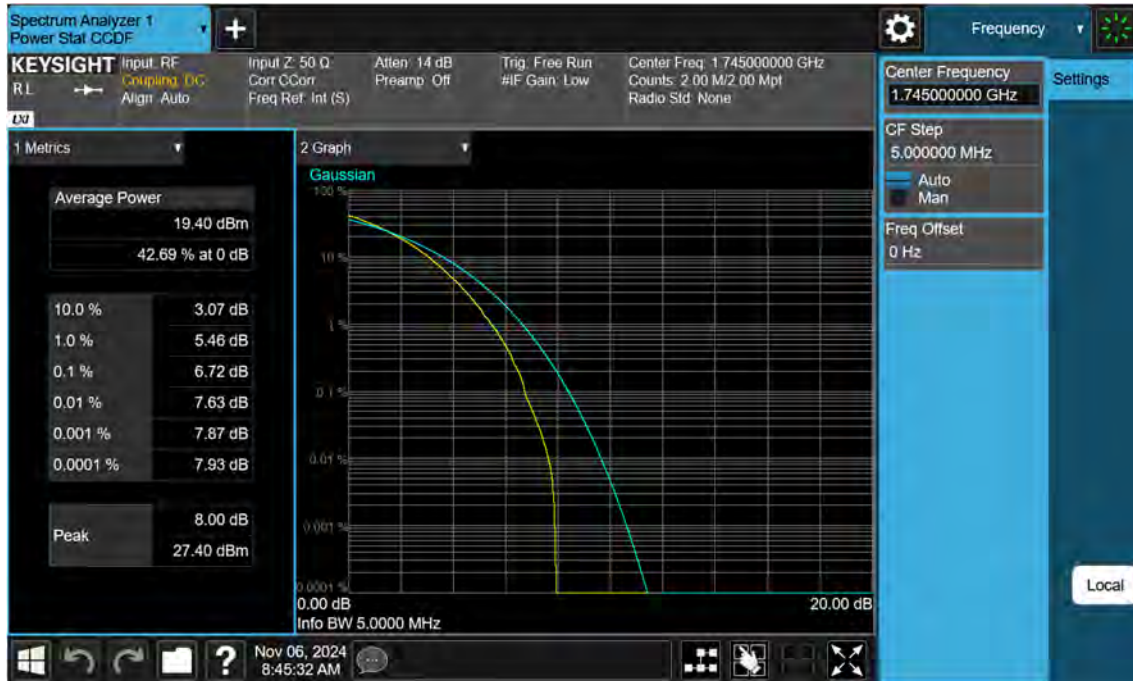 Spectrum Analyzer 1
Power Stat CCDF
+
Frequency
KEYSIGHT
Input: RF
Coupling: DC
Align: Auto
Input Z: 50 Ω
Corr CCorr
Freq Ref: Int (S)
Atten: 14 dB
Preamp: Off
Trig: Free Run
#IF Gain: Low
Center Freq: 1.745000000 GHz
Counts: 2.00 M/2.00 Mpt
Radio Std: None
RL
LXI
Center Frequency
1.745000000 GHz
Settings
CF Step
5.000000 MHz
Auto
Man
Freq Offset
0 Hz
1 Metrics
Average Power
19.40 dBm
42.69 % at 0 dB
10.0 % 3.07 dB
1.0 % 5.46 dB
0.1 % 6.72 dB
0.01 % 7.63 dB
0.001 % 7.87 dB
0.0001 % 7.93 dB
Peak
8.00 dB
27.40 dBm
2 Graph
Gaussian
100 %
10 %
1 %
0.1 %
0.01 %
0.001 %
0.0001 %
0.00 dB 20.00 dB
Info BW 5.0000 MHz
Local
?
Nov 06, 2024
8:45:32 AM